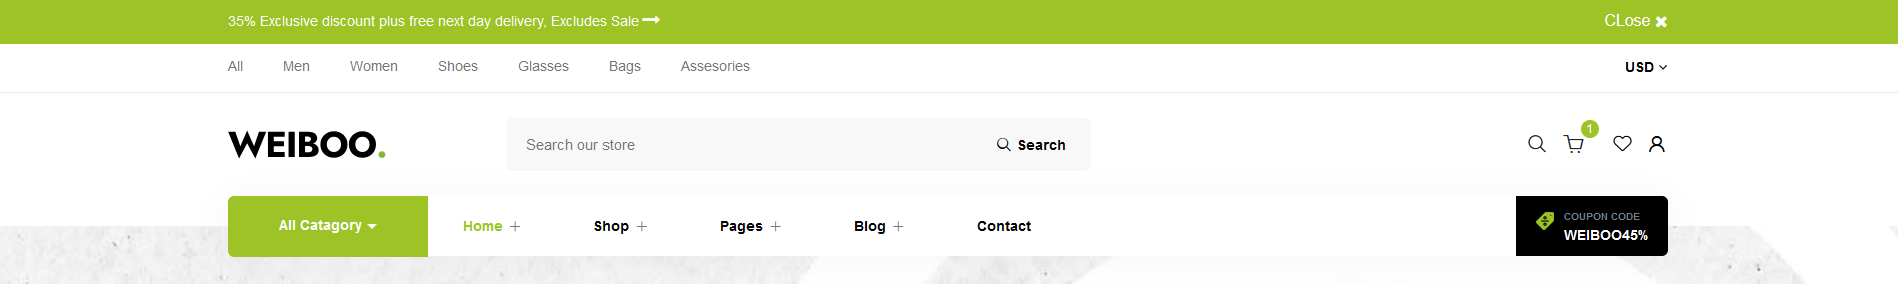 35% Exclusive discount plus free next day delivery, Excludes Sale
CLose
All Men Women Shoes Glasses Bags Assesories
USD
WEIBOO.
Search our store
Search
1
All Catagory
Home + Shop + Pages + Blog + Contact
COUPON CODE
WEIBOO45%